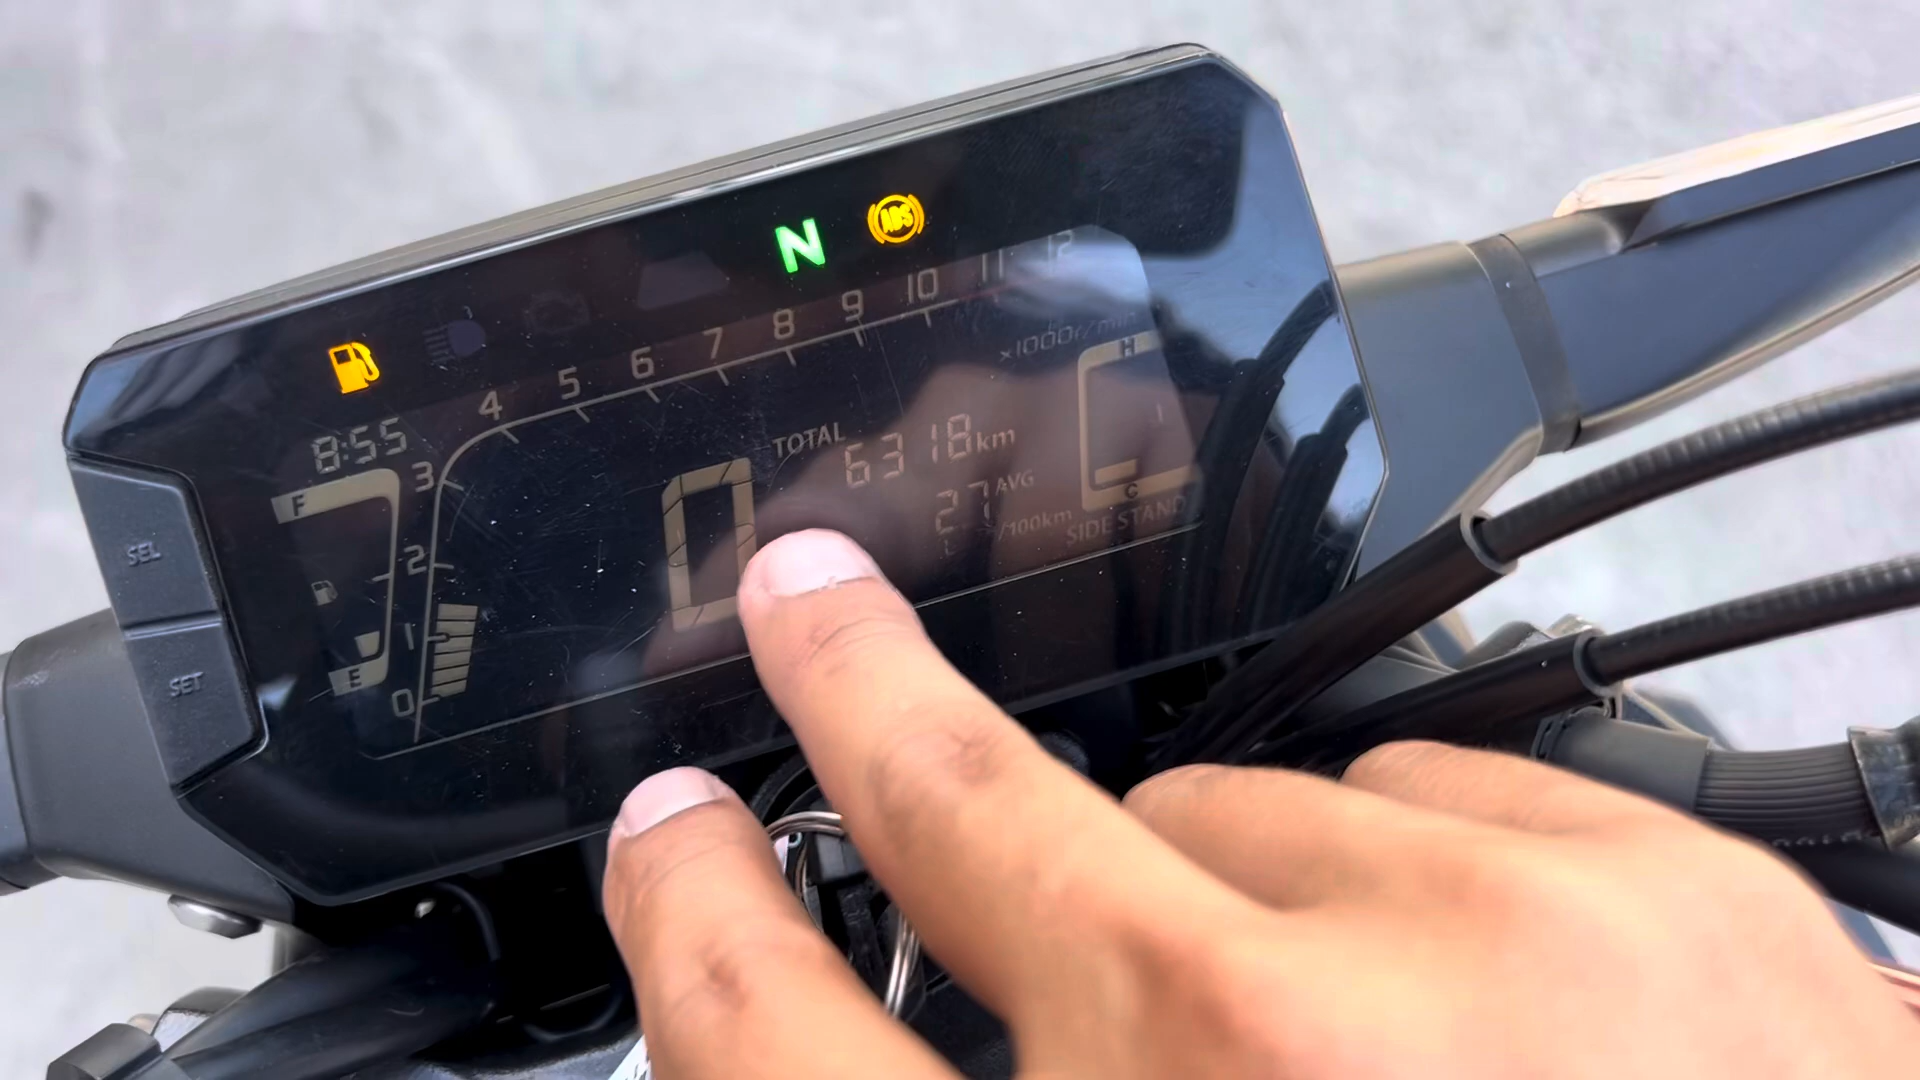 N
ABS
8:55
F
E
SEL
SET
0
1
2
3
4
5
6
7
8
9
10
11
12
x1000r/min
0
TOTAL
6318km
AVG
27
/100km
H
C
SIDE STAND